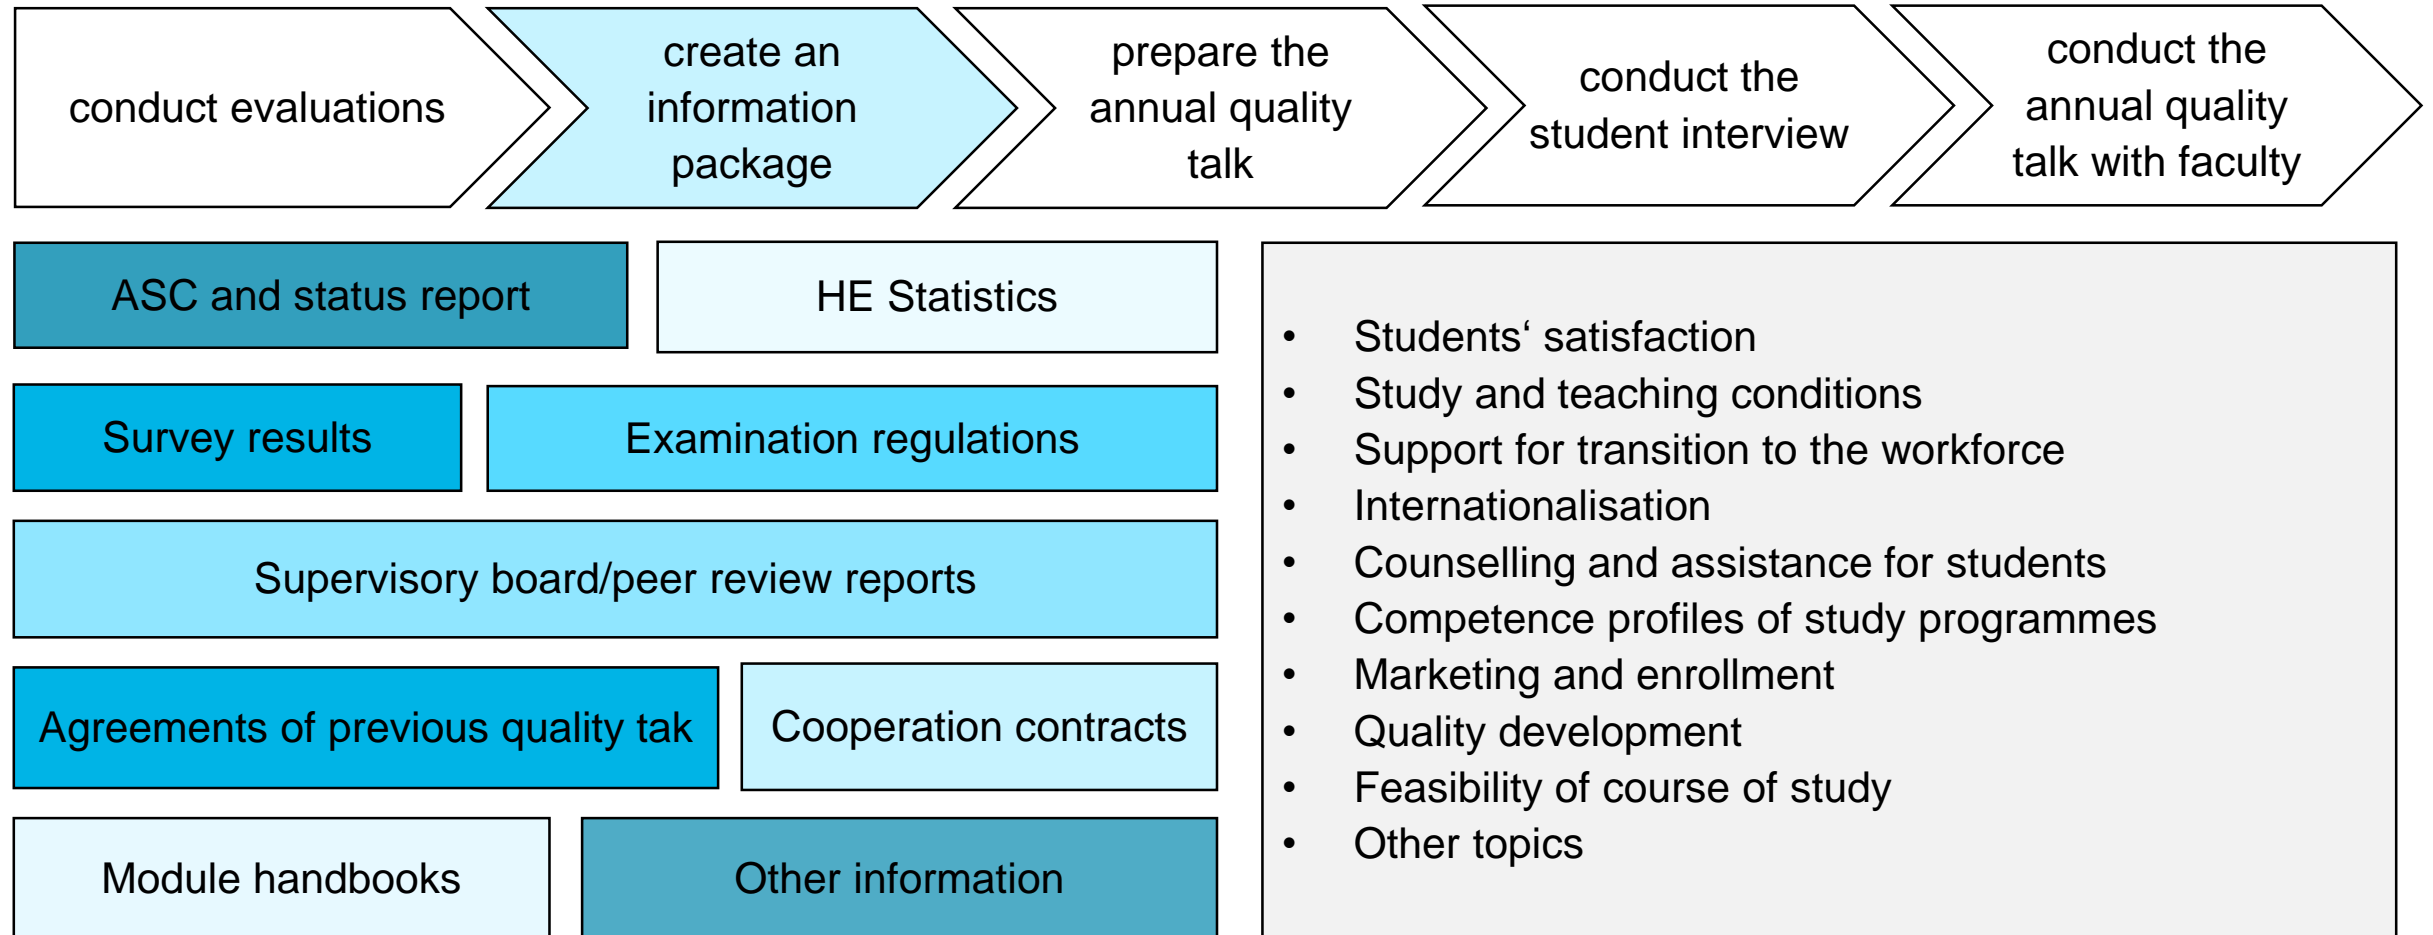 conduct evaluations
create an
information
package
prepare the
annual quality
talk
conduct the
student interview
conduct the
annual quality
talk with faculty
ASC and status report
HE Statistics
Survey results
Examination regulations
Supervisory board/peer review reports
Agreements of previous quality tak
Cooperation contracts
Module handbooks
Other information
• Students‘ satisfaction
• Study and teaching conditions
• Support for transition to the workforce
• Internationalisation
• Counselling and assistance for students
• Competence profiles of study programmes
• Marketing and enrollment
• Quality development
• Feasibility of course of study
• Other topics